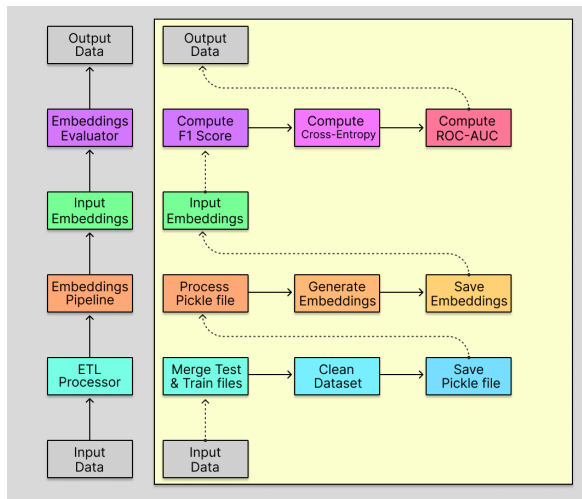 Output
Data
Output
Data
Embeddings
Evaluator
Compute
F1 Score
Compute
Cross-Entropy
Compute
ROC-AUC
Input
Embeddings
Input
Embeddings
Embeddings
Pipeline
Process
Pickle file
Generate
Embeddings
Save
Embeddings
ETL
Processor
Merge Test
& Train files
Clean
Dataset
Save
Pickle file
Input
Data
Input
Data